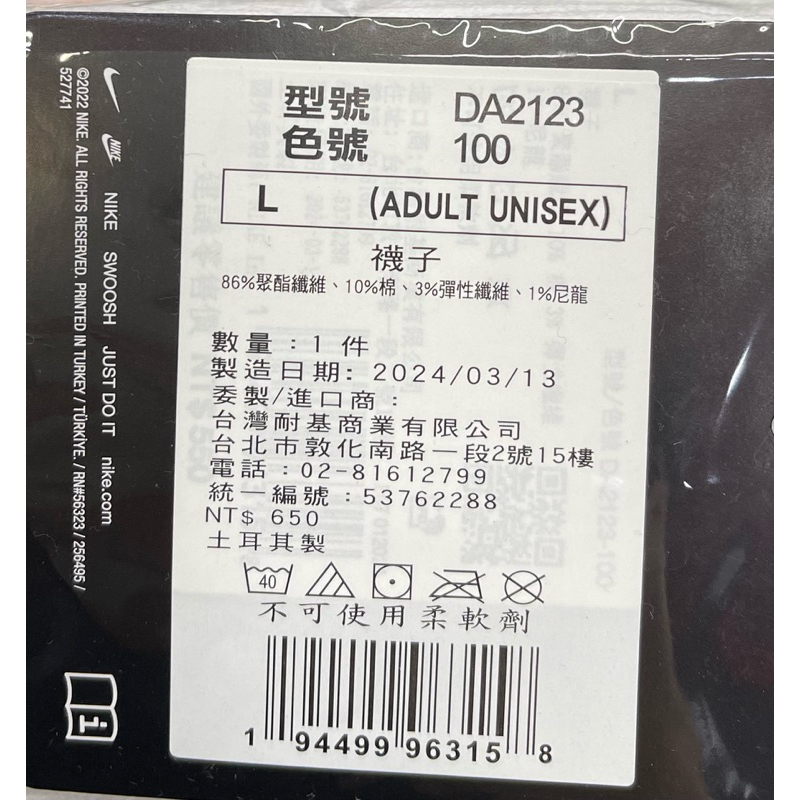 型號 DA2123
色號 100
L (ADULT UNISEX)
襪子
86%聚酯纖維、10%棉、3%彈性纖維、1%尼龍
數量：1 件
製造日期: 2024/03/13
委製/進口商：
台灣耐基商業有限公司
台北市敦化南路一段2號15樓
電話：02-81612799
統一編號：53762288
NT$ 650
土耳其製
40
不可使用柔軟劑
1 94499 96315 8
NIKE
NIKE SWOOSH JUST DO IT nike.com
©2022 NIKE. ALL RIGHTS RESERVED. PRINTED IN TURKEY / TÜRKİYE. / RN#56323 / 256495 /
527741